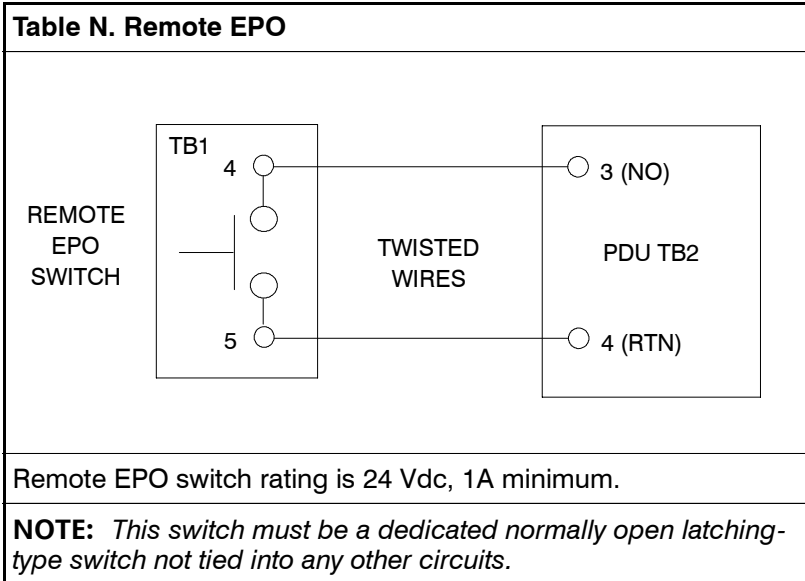 Table N. Remote EPO
TB1
4
3 (NO)
REMOTE
EPO
SWITCH
TWISTED
WIRES
PDU TB2
5
4 (RTN)
Remote EPO switch rating is 24 Vdc, 1A minimum.
NOTE: This switch must be a dedicated normally open latching-
type switch not tied into any other circuits.